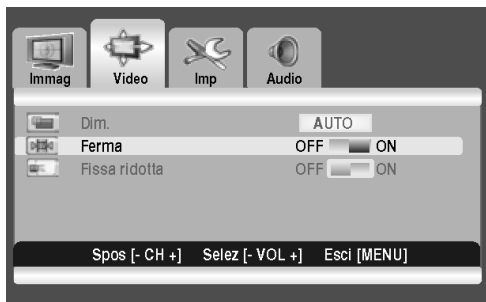 Immag Video Imp Audio
Dim. AUTO
Ferma OFF ON
Fissa ridotta OFF ON
Spos [- CH +] Selez [- VOL +] Esci [MENU]